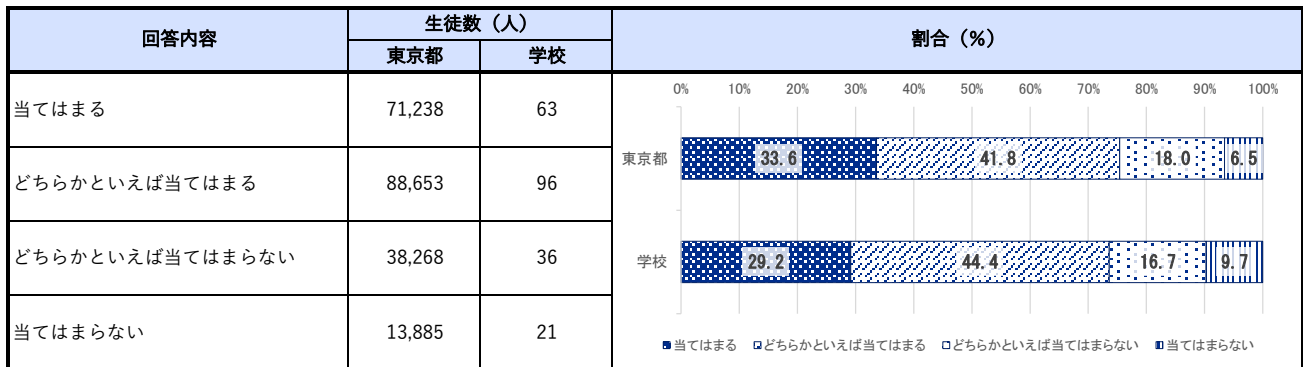 回答内容
生徒数（人）
割合（%）
東京都
学校
当てはまる
71,238
63
どちらかといえば当てはまる
88,653
96
どちらかといえば当てはまらない
38,268
36
当てはまらない
13,885
21
0% 10% 20% 30% 40% 50% 60% 70% 80% 90% 100%
東京都 33.6 41.8 18.0 6.5
学校 29.2 44.4 16.7 9.7
当てはまる どちらかといえば当てはまる どちらかといえば当てはまらない 当てはまらない